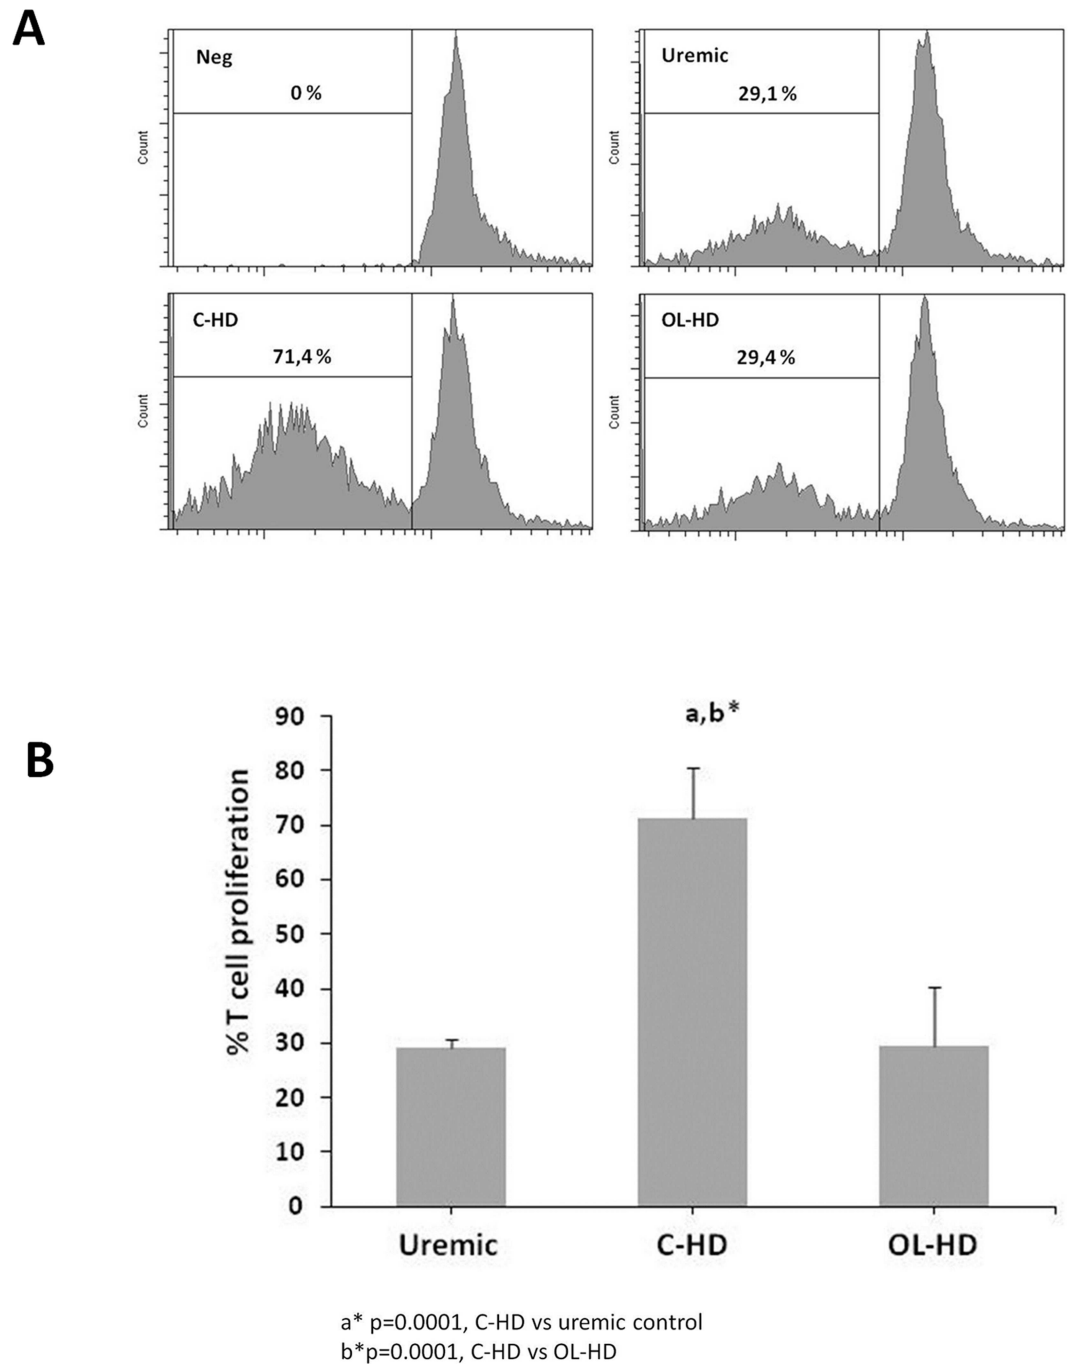 A
Neg
0 %
Count
Uremic
29,1 %
Count
C-HD
71,4 %
Count
OL-HD
29,4 %
Count
B
a,b*
% T cell proliferation
90
80
70
60
50
40
30
20
10
0
Uremic
C-HD
OL-HD
a* p=0.0001, C-HD vs uremic control
b*p=0.0001, C-HD vs OL-HD